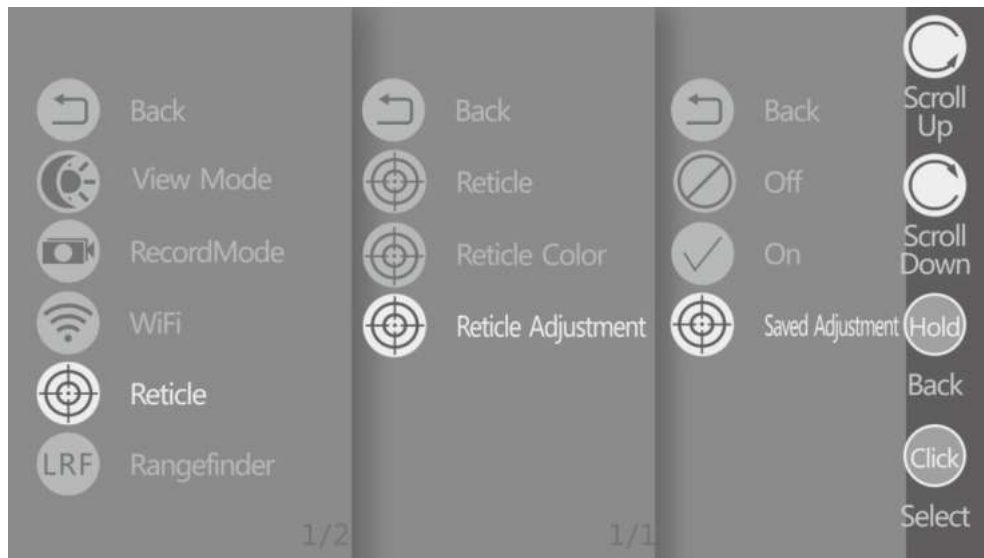 Back
View Mode
RecordMode
WiFi
Reticle
LRF Rangefinder
1/2
Back
Reticle
Reticle Color
Reticle Adjustment
1/1
Back
Off
On
Saved Adjustment
Scroll
Up
Scroll
Down
Hold
Back
Click
Select